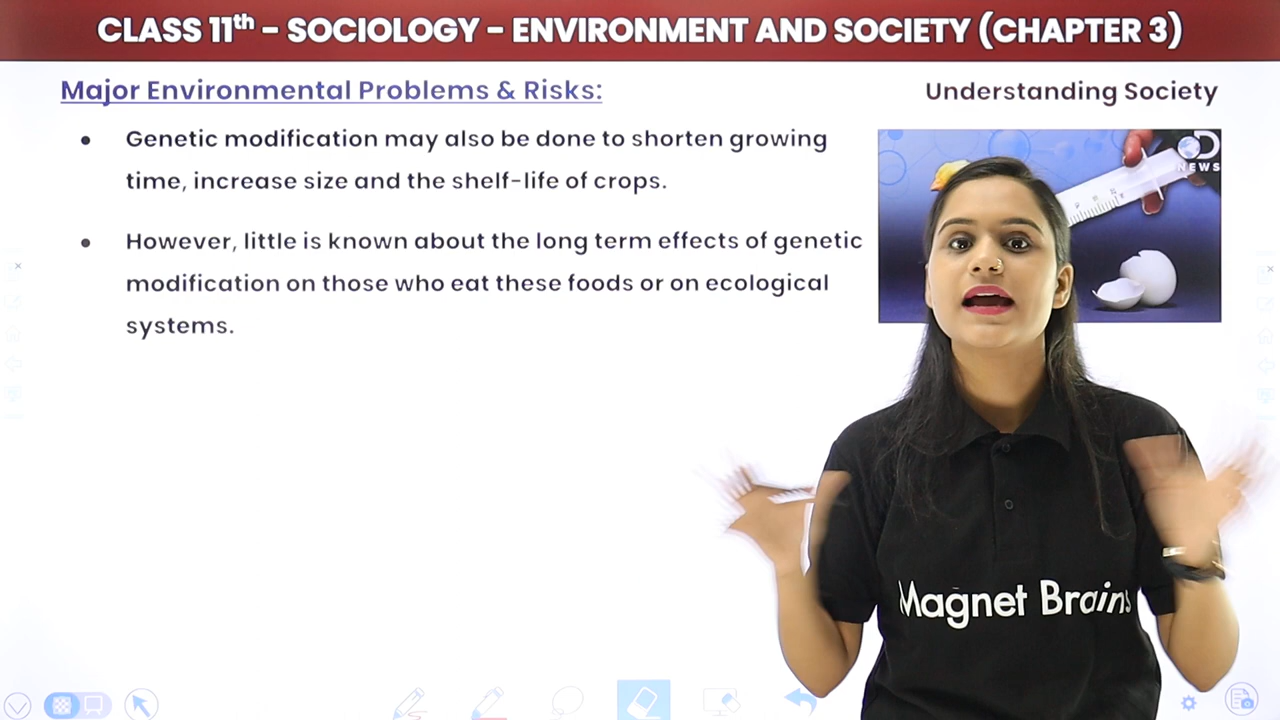 CLASS 11th – SOCIOLOGY – ENVIRONMENT AND SOCIETY (CHAPTER 3)
Major Environmental Problems & Risks:
Understanding Society
• Genetic modification may also be done to shorten growing
time, increase size and the shelf-life of crops.
• However, little is known about the long term effects of genetic
modification on those who eat these foods or on ecological
systems.
D
NEWS
Magnet Brains